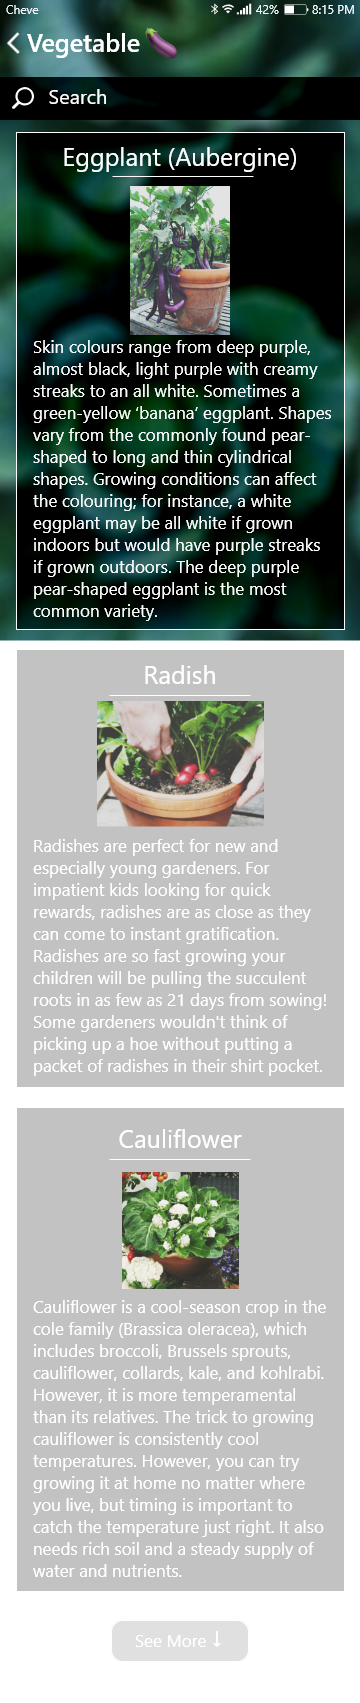 Cheve 42% 8:15 PM
Vegetable
Search
Eggplant (Aubergine)
Skin colours range from deep purple,
almost black, light purple with creamy
streaks to an all white. Sometimes a
green-yellow ‘banana’ eggplant. Shapes
vary from the commonly found pear-
shaped to long and thin cylindrical
shapes. Growing conditions can affect
the colouring; for instance, a white
eggplant may be all white if grown
indoors but would have purple streaks
if grown outdoors. The deep purple
pear-shaped eggplant is the most
common variety.
Radish
Radishes are perfect for new and
especially young gardeners. For
impatient kids looking for quick
rewards, radishes are as close as they
can come to instant gratification.
Radishes are so fast growing your
children will be pulling the succulent
roots in as few as 21 days from sowing!
Some gardeners wouldn't think of
picking up a hoe without putting a
packet of radishes in their shirt pocket.
Cauliflower
Cauliflower is a cool-season crop in the
cole family (Brassica oleracea), which
includes broccoli, Brussels sprouts,
cauliflower, collards, kale, and kohlrabi.
However, it is more temperamental
than its relatives. The trick to growing
cauliflower is consistently cool
temperatures. However, you can try
growing it at home no matter where
you live, but timing is important to
catch the temperature just right. It also
needs rich soil and a steady supply of
water and nutrients.
See More ↓